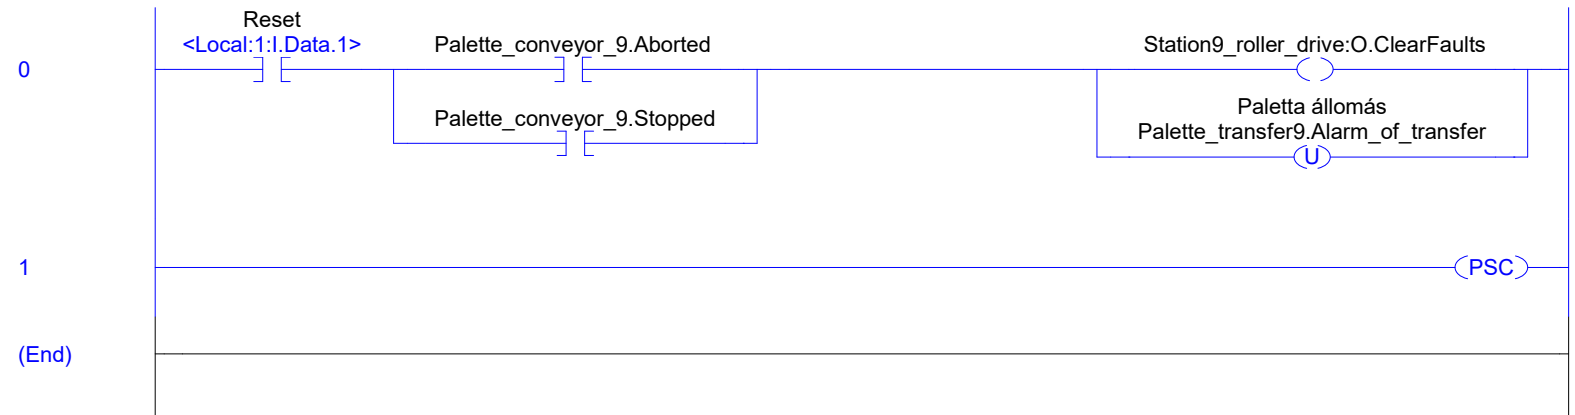 Reset
<Local:1:I.Data.1>
Palette_conveyor_9.Aborted
Station9_roller_drive:O.ClearFaults
0
Palette_conveyor_9.Stopped
Paletta állomás
Palette_transfer9.Alarm_of_transfer
U
1
PSC
(End)